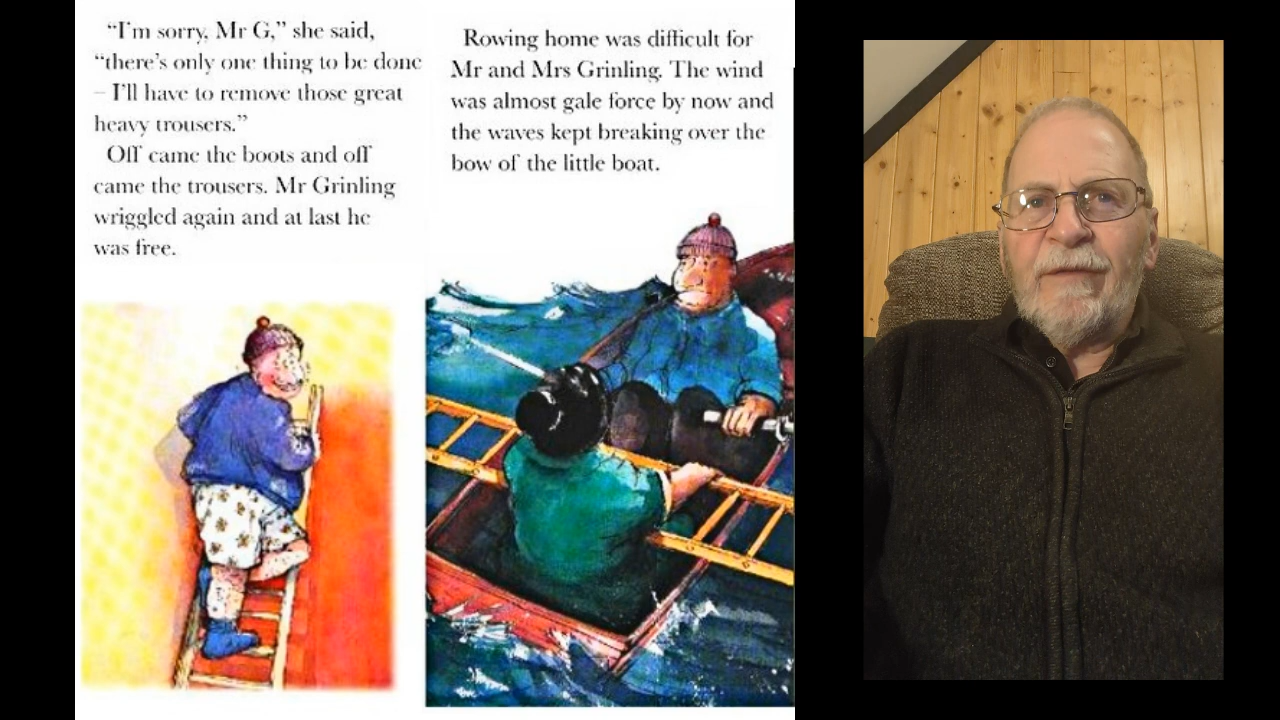 “I'm sorry, Mr G,” she said,
“there's only one thing to be done
– I'll have to remove those great
heavy trousers.”
Off came the boots and off
came the trousers. Mr Grinling
wriggled again and at last he
was free.
Rowing home was difficult for
Mr and Mrs Grinling. The wind
was almost gale force by now and
the waves kept breaking over the
bow of the little boat.